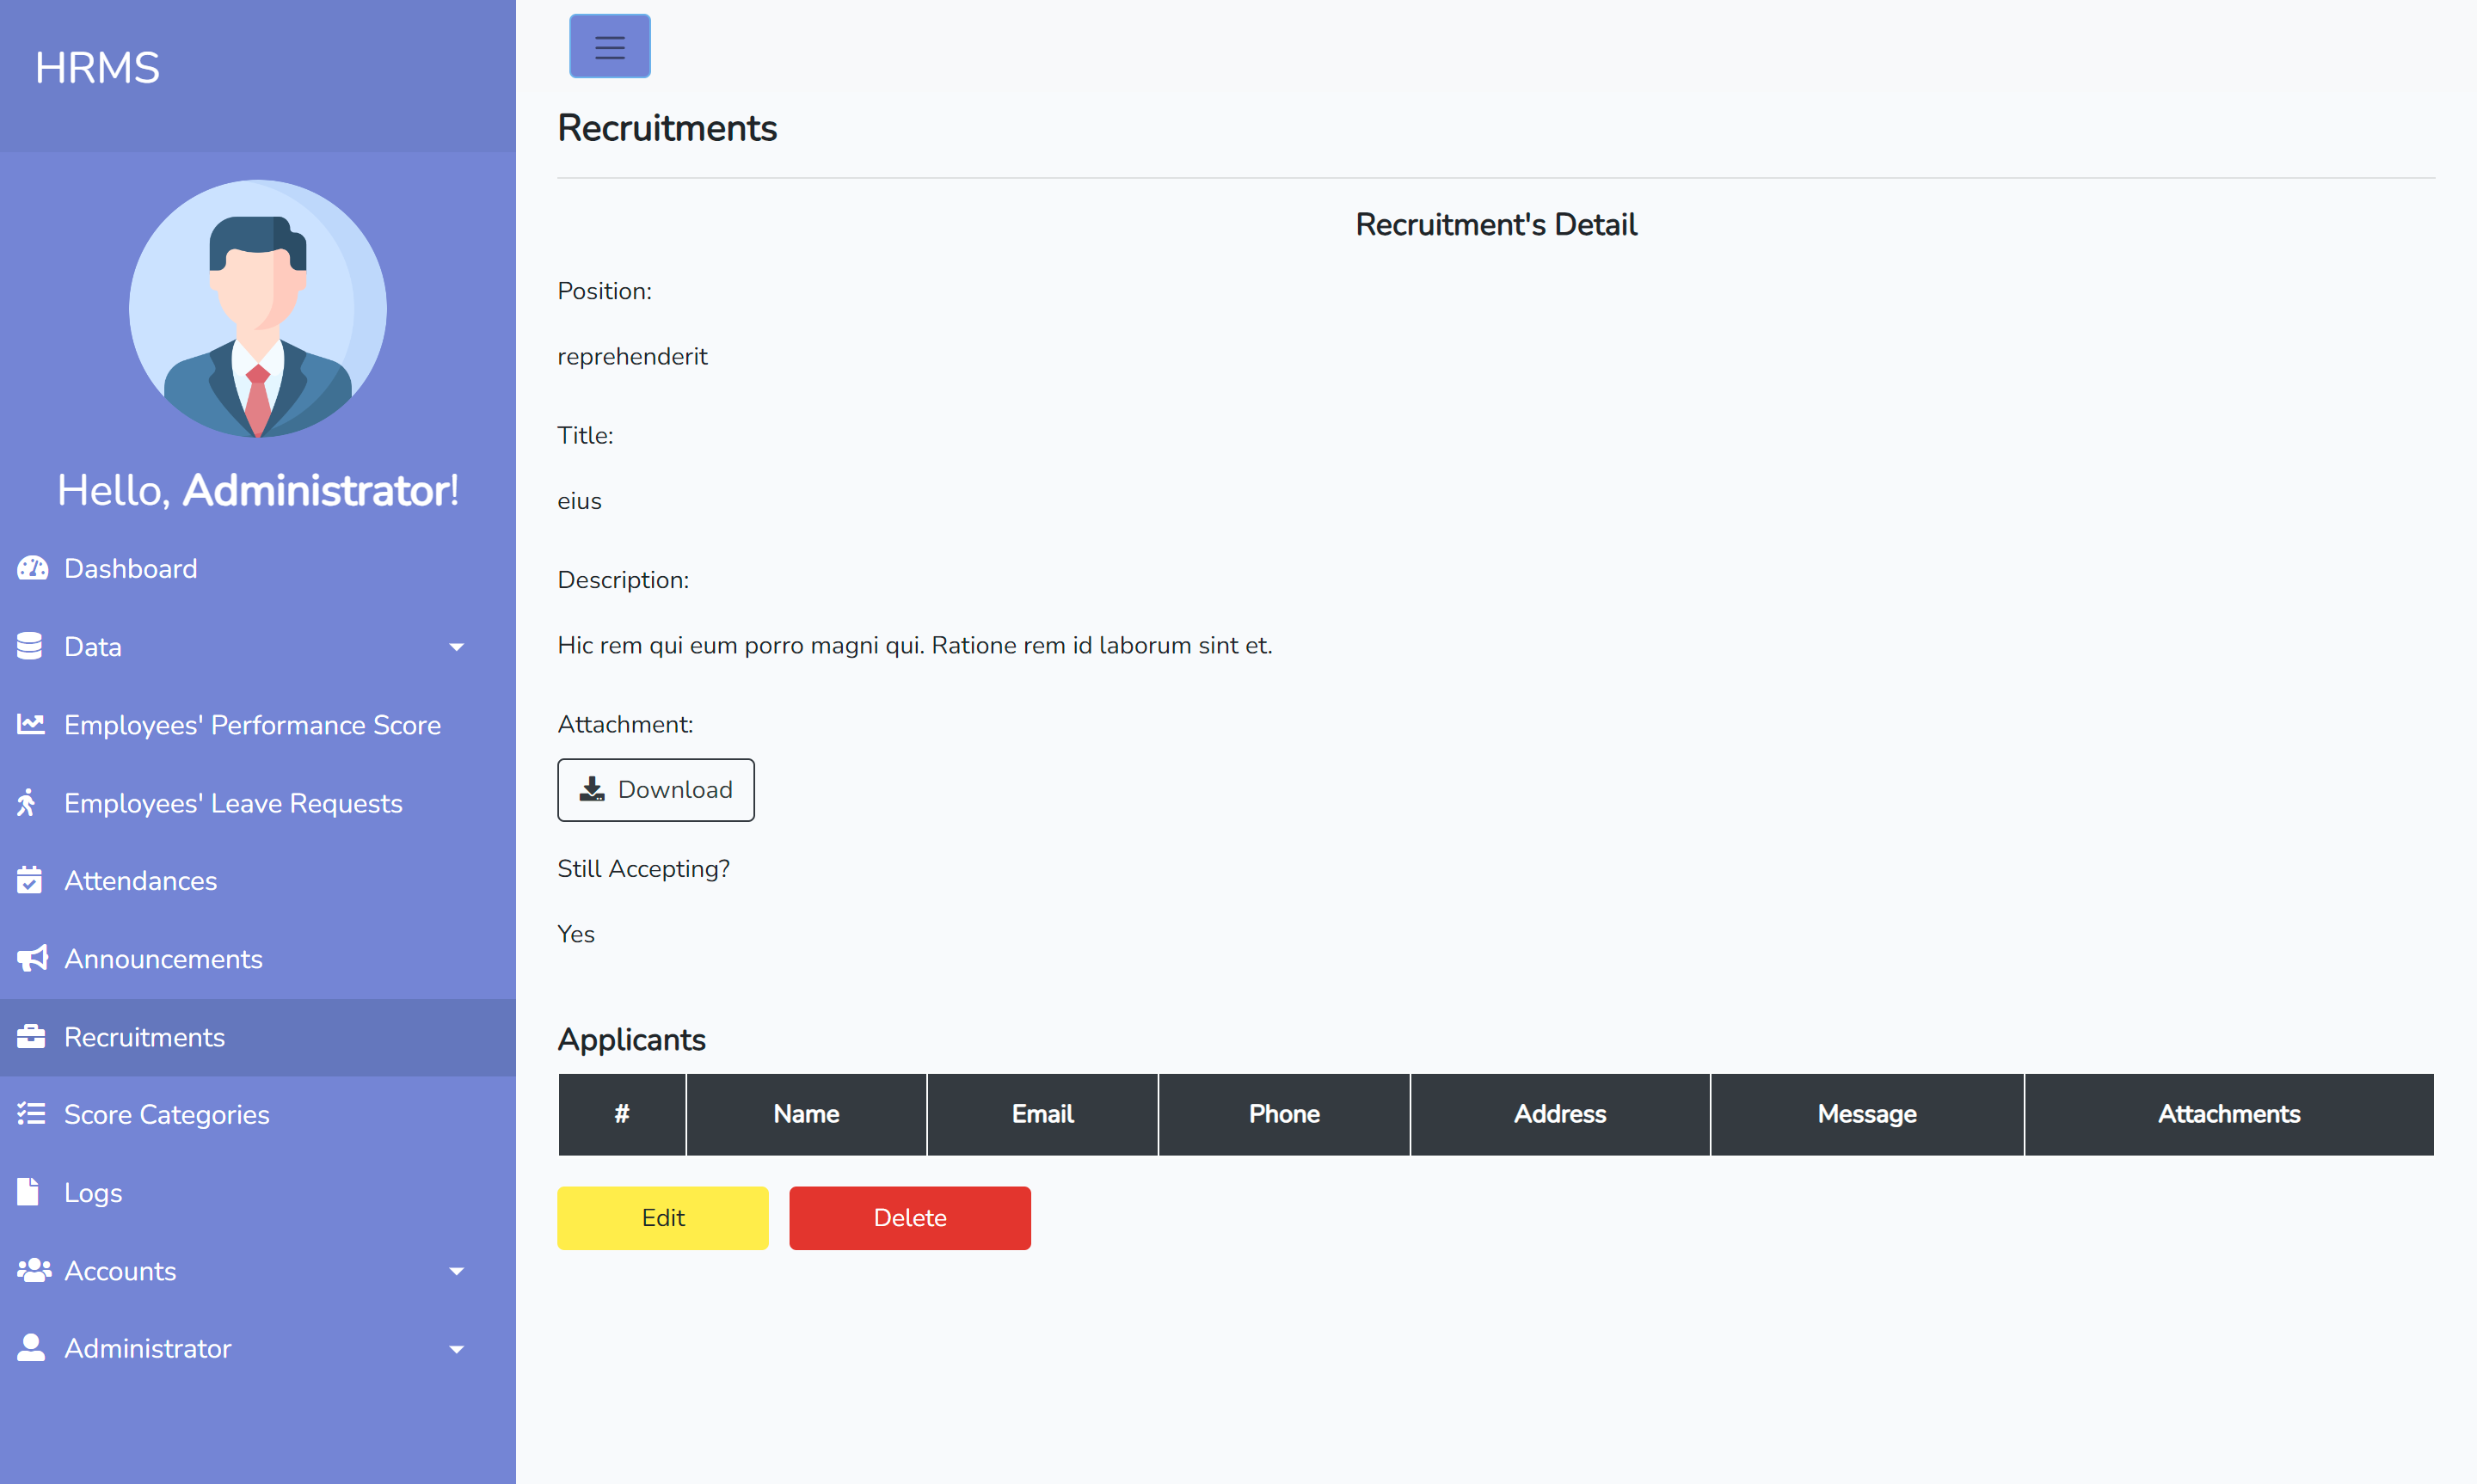 HRMS
Hello, Administrator!
Dashboard
Data
Employees' Performance Score
Employees' Leave Requests
Attendances
Announcements
Recruitments
Score Categories
Logs
Accounts
Administrator
Recruitments
Recruitment's Detail
Position:
reprehenderit
Title:
eius
Description:
Hic rem qui eum porro magni qui. Ratione rem id laborum sint et.
Attachment:
Download
Still Accepting?
Yes
Applicants
# Name Email Phone Address Message Attachments
Edit Delete